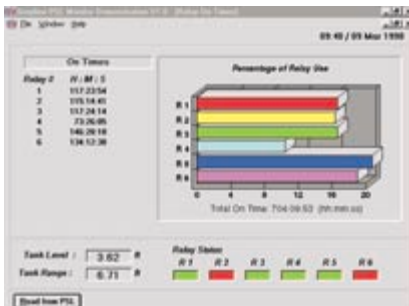 File Window Help
09:40 / 09 Mar 1998
On Times
Relay # H : M : S
1 117:23:54
2 115:14:41
3 117:24:14
4 73:26:05
5 146:28:18
6 134:12:38
Percentage of Relay Use
R 1
R 2
R 3
R 4
R 5
R 6
0 4 8 12 16 20
Total On Time: 704:09:53 (hh:mm:ss)
Tank Level : 3.62 ft
Tank Range : 6.71 ft
Relay Status
R 1 R 2 R 3 R 4 R 5 R 6
Read from PSL